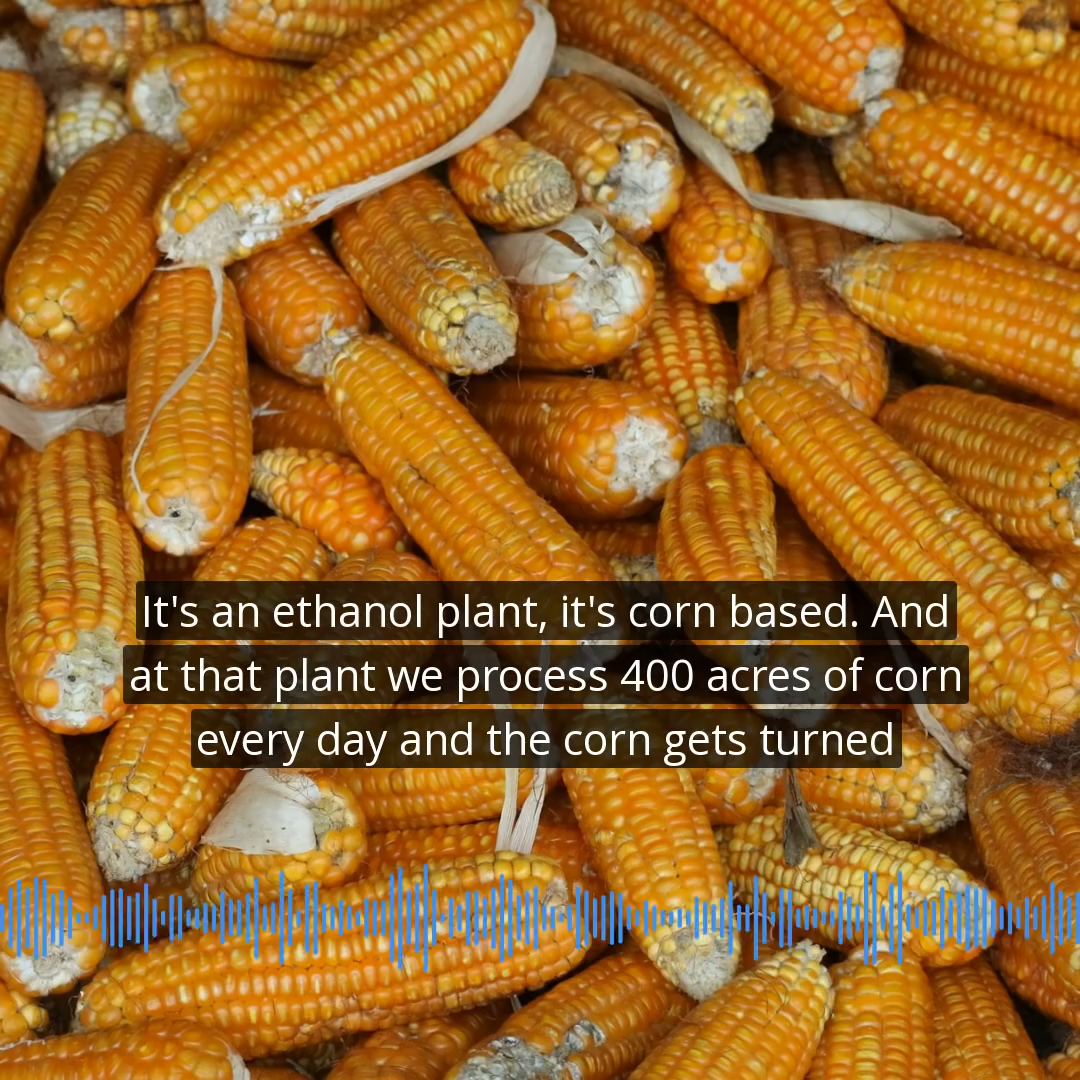 It's an ethanol plant, it's corn based. And
at that plant we process 400 acres of corn
every day and the corn gets turned